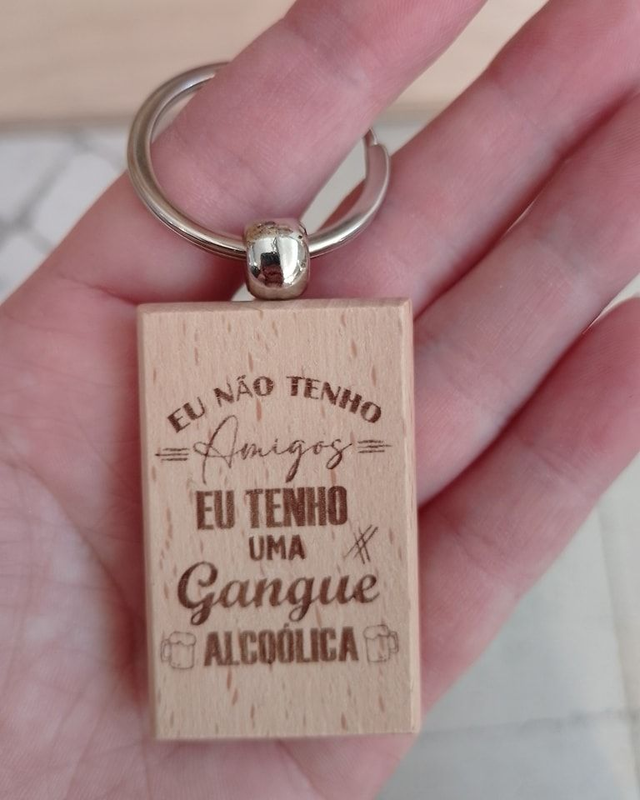 EU NÃO TENHO
Amigos
EU TENHO
UMA
Gangue
ALCOÓLICA